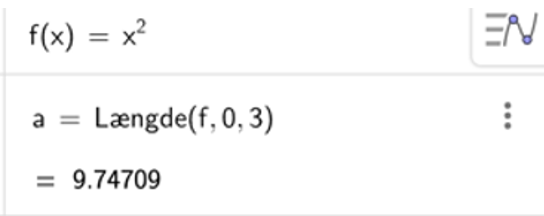 f(x) = x²
a = Længde(f, 0, 3)
= 9.74709